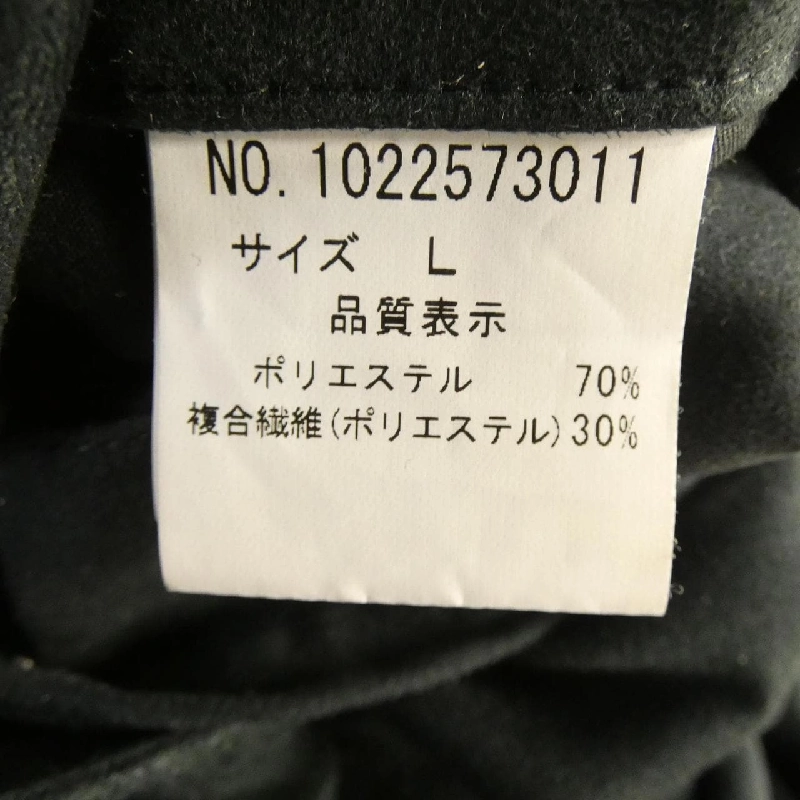 NO. 1022573011
サイズ L
品質表示
ポリエステル 70%
複合繊維(ポリエステル)30%